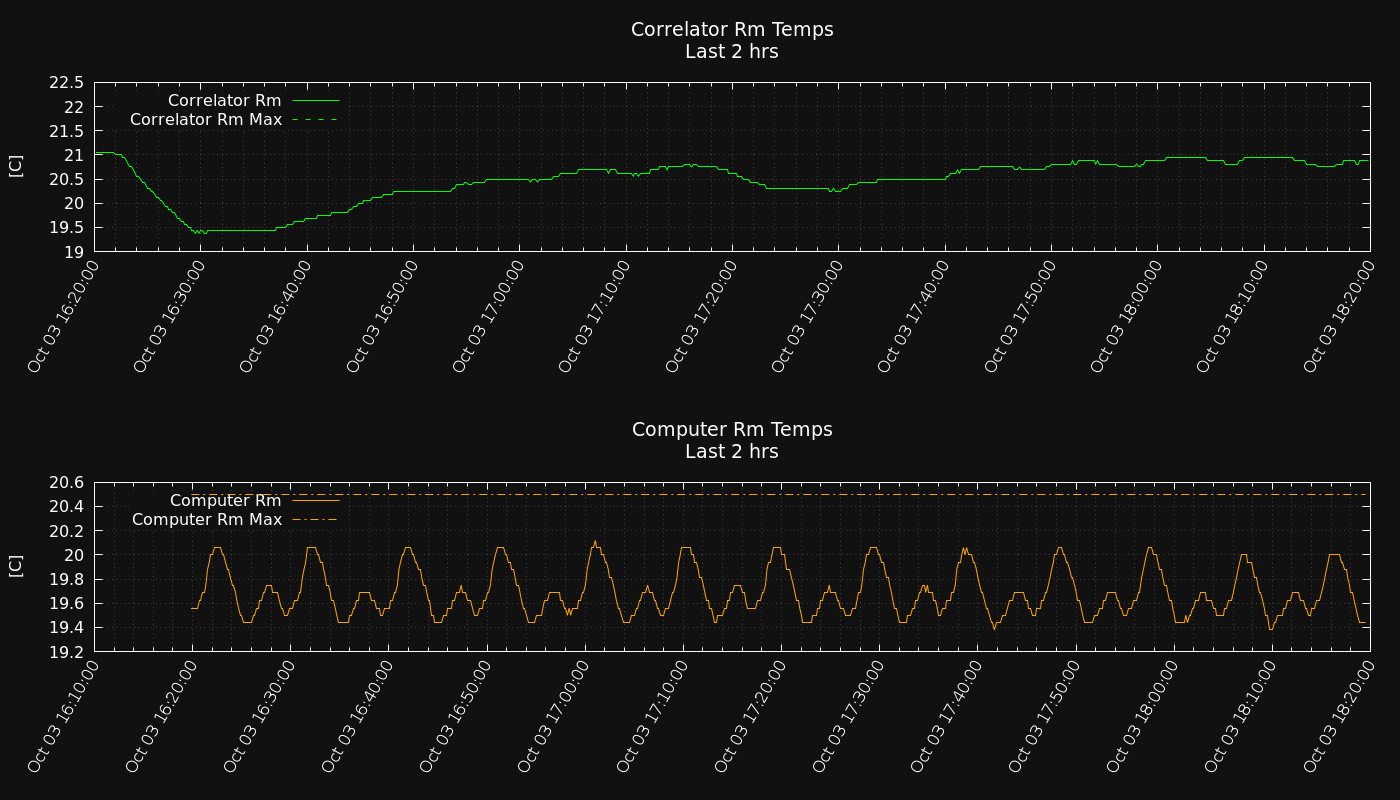 Correlator Rm Temps
Last 2 hrs
22.5
22
21.5
21
20.5
20
19.5
19
[C]
Correlator Rm
Correlator Rm Max
Oct 03 16:20:00
Oct 03 16:30:00
Oct 03 16:40:00
Oct 03 16:50:00
Oct 03 17:00:00
Oct 03 17:10:00
Oct 03 17:20:00
Oct 03 17:30:00
Oct 03 17:40:00
Oct 03 17:50:00
Oct 03 18:00:00
Oct 03 18:10:00
Oct 03 18:20:00
Computer Rm Temps
Last 2 hrs
20.6
20.4
20.2
20
19.8
19.6
19.4
19.2
[C]
Computer Rm
Computer Rm Max
Oct 03 16:10:00
Oct 03 16:20:00
Oct 03 16:30:00
Oct 03 16:40:00
Oct 03 16:50:00
Oct 03 17:00:00
Oct 03 17:10:00
Oct 03 17:20:00
Oct 03 17:30:00
Oct 03 17:40:00
Oct 03 17:50:00
Oct 03 18:00:00
Oct 03 18:10:00
Oct 03 18:20:00